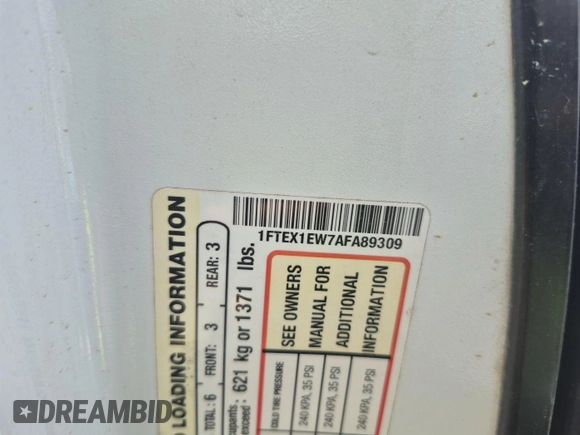 1FTEX1EW7AFA89309
LOADING INFORMATION
TOTAL: 6 FRONT: 3 REAR: 3
621 kg or 1371 lbs.
COLD TIRE PRESSURE
240 KPA, 35 PSI
240 KPA, 35 PSI
240 KPA, 35 PSI
SEE OWNERS
MANUAL FOR
ADDITIONAL
INFORMATION
DREAMBID